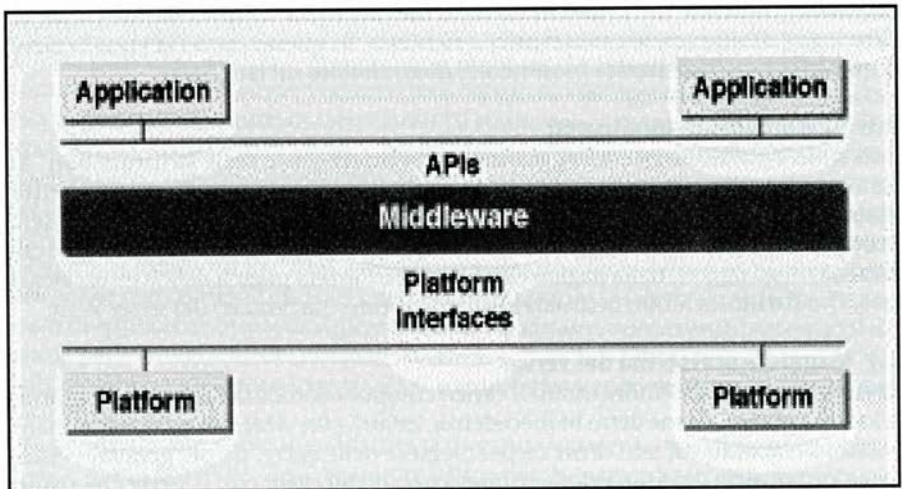 Application
Application
APIs
Middleware
Platform
Interfaces
Platform
Platform